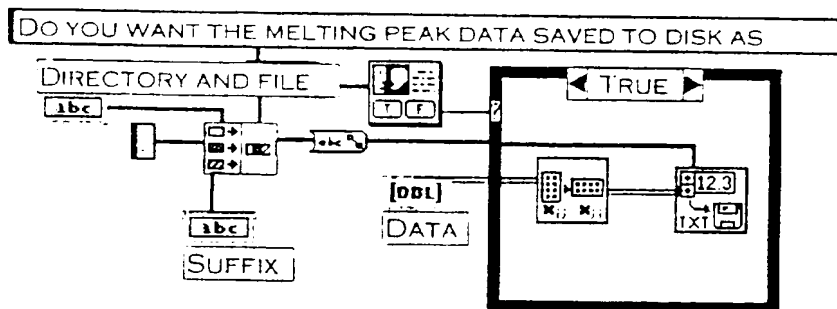 DO YOU WANT THE MELTING PEAK DATA SAVED TO DISK AS
DIRECTORY AND FILE
abc
T F
TRUE
?
abc
12.3
[DBL]
DATA
X i j X j i
TXT
abc
SUFFIX